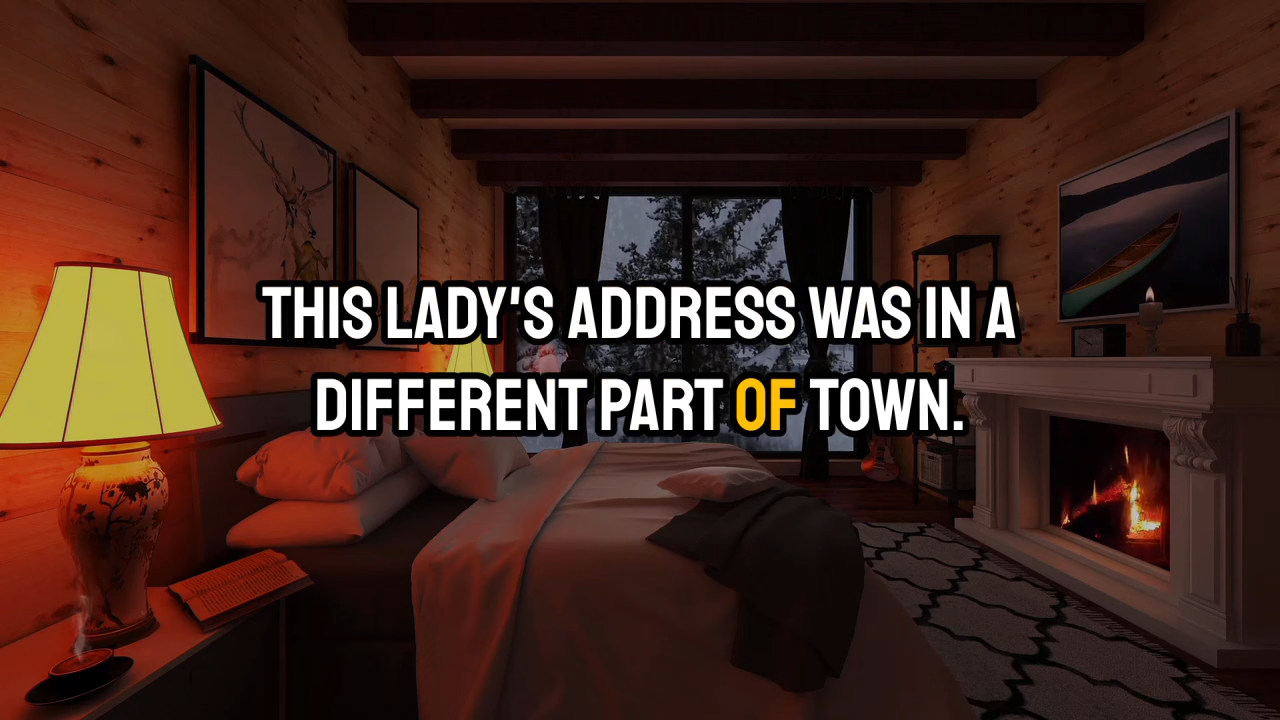 THIS LADY'S ADDRESS WAS IN A
DIFFERENT PART OF TOWN.